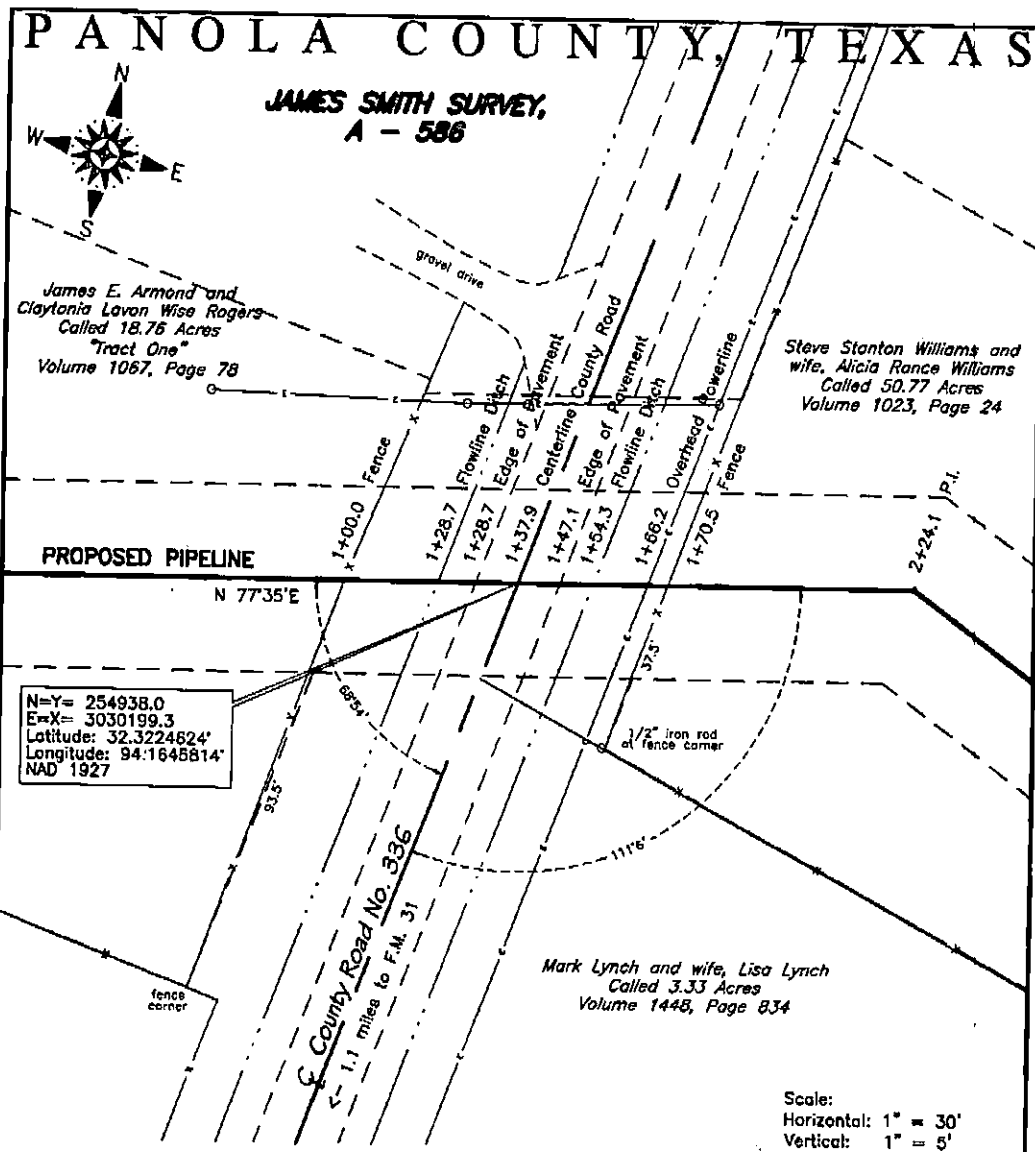 PANOLA COUNTY, TEXAS
N
W
E
S
JAMES SMITH SURVEY,
A - 586
gravel drive
James E. Armond and
Claytonia Lavon Wise Rogers
Called 18.76 Acres
"Tract One"
Volume 1067, Page 78
Steve Stanton Williams and
wife, Alicia Rance Williams
Called 50.77 Acres
Volume 1023, Page 24
Fence
Flowline Ditch
Edge of Pavement
Centerline County Road
Edge of Pavement
Flowline Ditch
Overhead Powerline
Fence
P.I.
1+00.0
1+28.7
1+28.7
1+37.9
1+47.1
1+54.3
1+66.2
1+70.5
2+24.1
PROPOSED PIPELINE
N 77°35'E
37.5'
68°54'
N=Y= 254938.0
E=X= 3030199.3
Latitude: 32.3224624°
Longitude: 94.1645814°
NAD 1927
1/2" iron rod
at fence corner
93.5'
111°6'
℄ County Road No. 336
<- 1.1 miles to F.M. 31
Mark Lynch and wife, Lisa Lynch
Called 3.33 Acres
Volume 1448, Page 834
fence
corner
Scale:
Horizontal: 1" = 30'
Vertical: 1" = 5'